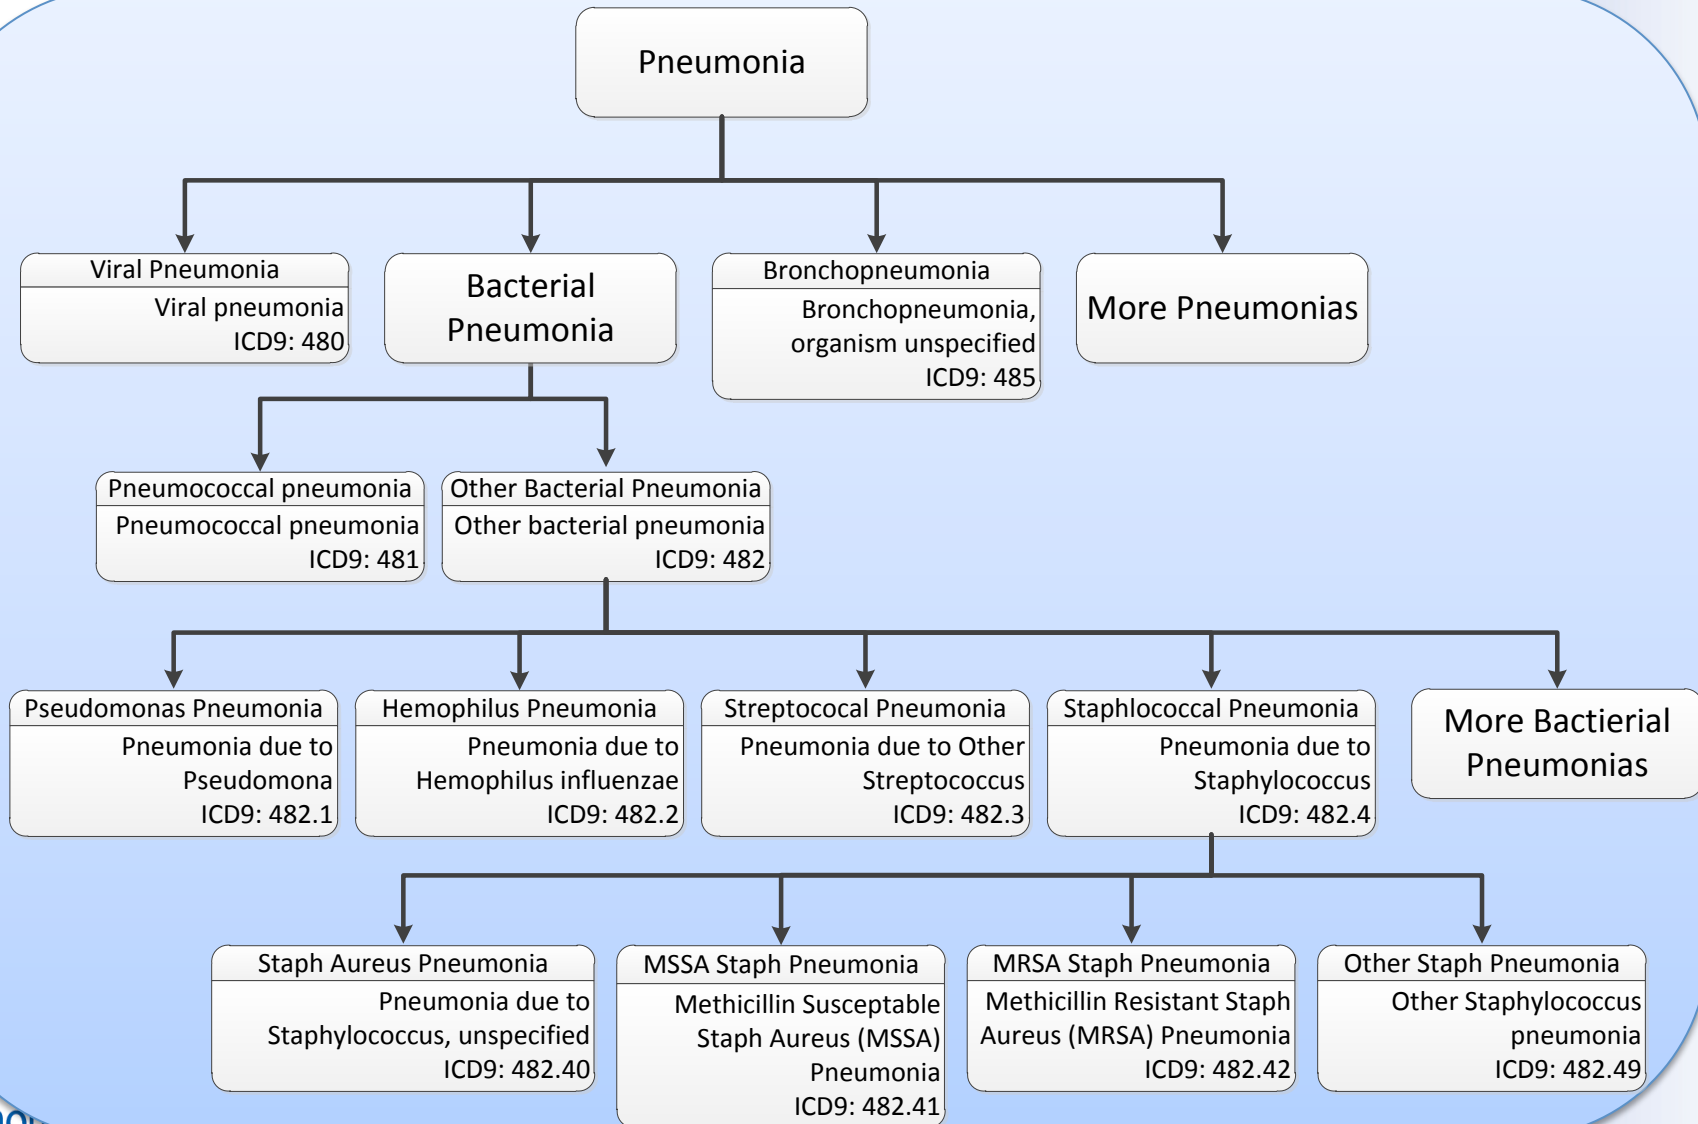 Pneumonia
Viral Pneumonia
Viral pneumonia
ICD9: 480
Bacterial
Pneumonia
Bronchopneumonia
Bronchopneumonia,
organism unspecified
ICD9: 485
More Pneumonias
Pneumococcal pneumonia
Pneumococcal pneumonia
ICD9: 481
Other Bacterial Pneumonia
Other bacterial pneumonia
ICD9: 482
Pseudomonas Pneumonia
Pneumonia due to
Pseudomona
ICD9: 482.1
Hemophilus Pneumonia
Pneumonia due to
Hemophilus influenzae
ICD9: 482.2
Streptococal Pneumonia
Pneumonia due to Other
Streptococcus
ICD9: 482.3
Staphlococcal Pneumonia
Pneumonia due to
Staphylococcus
ICD9: 482.4
More Bactierial
Pneumonias
Staph Aureus Pneumonia
Pneumonia due to
Staphylococcus, unspecified
ICD9: 482.40
MSSA Staph Pneumonia
Methicillin Susceptable
Staph Aureus (MSSA)
Pneumonia
ICD9: 482.41
MRSA Staph Pneumonia
Methicillin Resistant Staph
Aureus (MRSA) Pneumonia
ICD9: 482.42
Other Staph Pneumonia
Other Staphylococcus
pneumonia
ICD9: 482.49